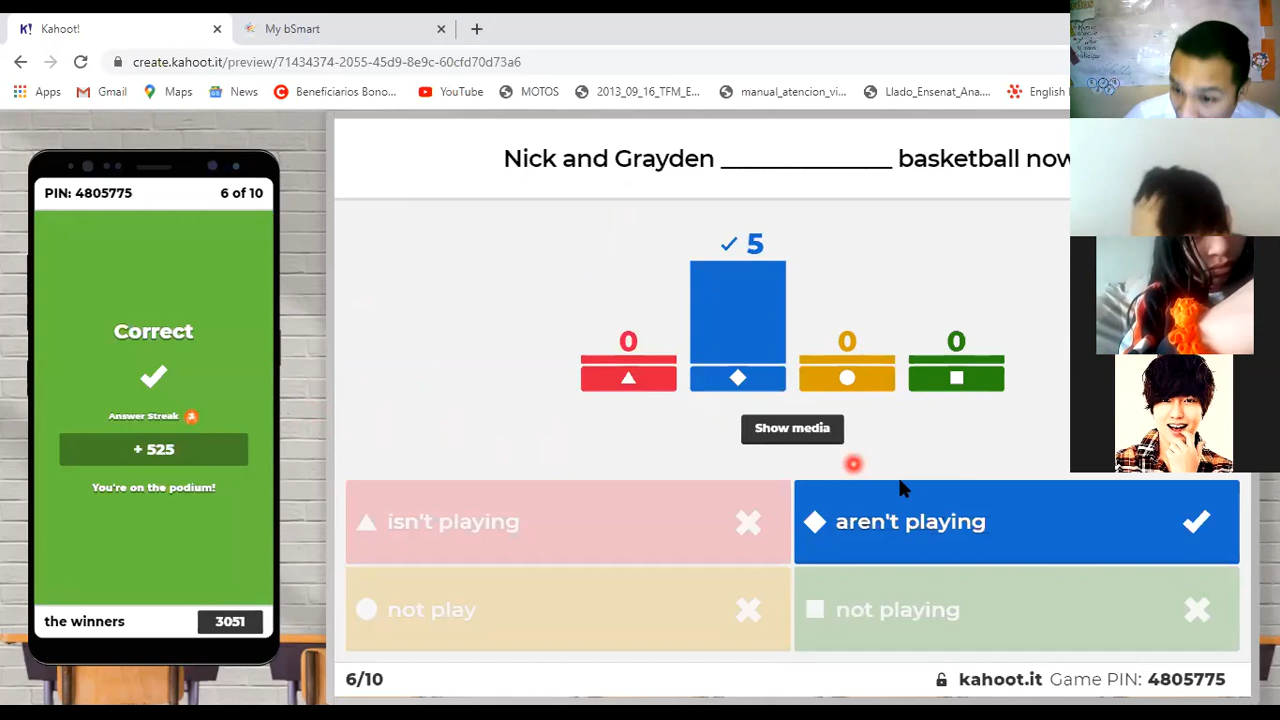 K! Kahoot!
My bSmart
create.kahoot.it/preview/71434374-2055
-8e9c-60cfd70d73a6
Apps
Gmail
Maps
News
Beneficiarios Bono...
YouTube
MOTOS
2013_09_16_TFM_E...
manual_atencion_vi...
Llado_Ensenat_Ana...
English
PIN: 4805775
6 of 10
Correct
Answer Streak 3
+ 525
You're on the podium!
the winners
3051
Nick and Grayden ______________ basketball now
0
5
0
0
Show media
isn't playing
aren't playing
not play
not playing
6/10
kahoot.it Game PIN: 4805775